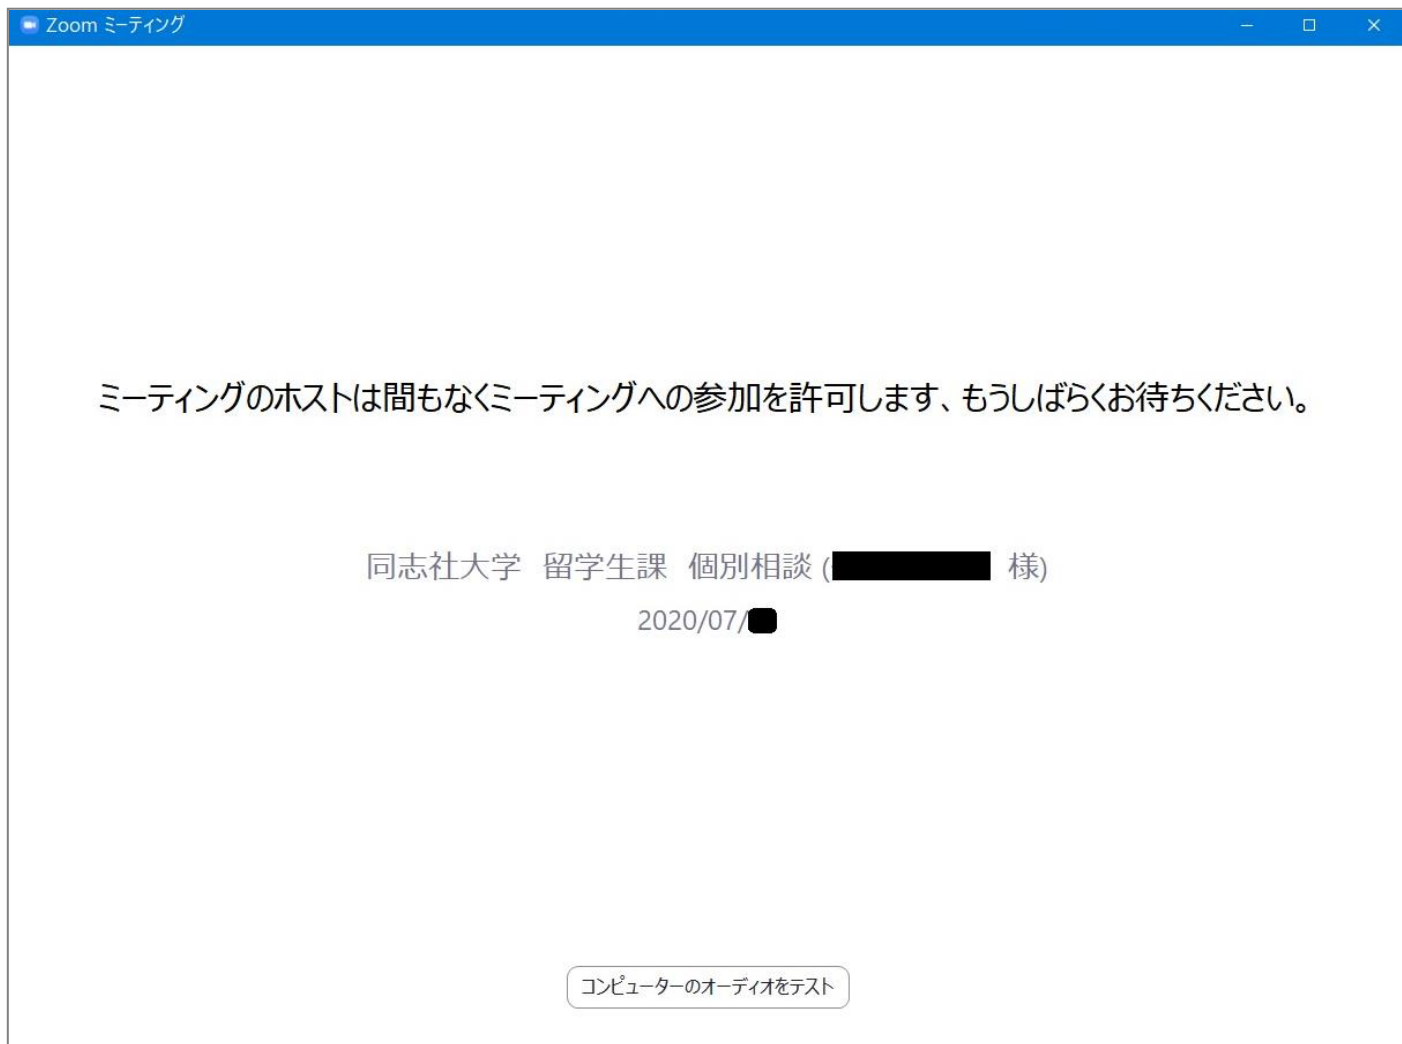 Zoom ミーティング
ミーティングのホストは間もなくミーティングへの参加を許可します、もうしばらくお待ちください。
同志社大学　留学生課　個別相談 ( 様)
2020/07/
コンピューターのオーディオをテスト